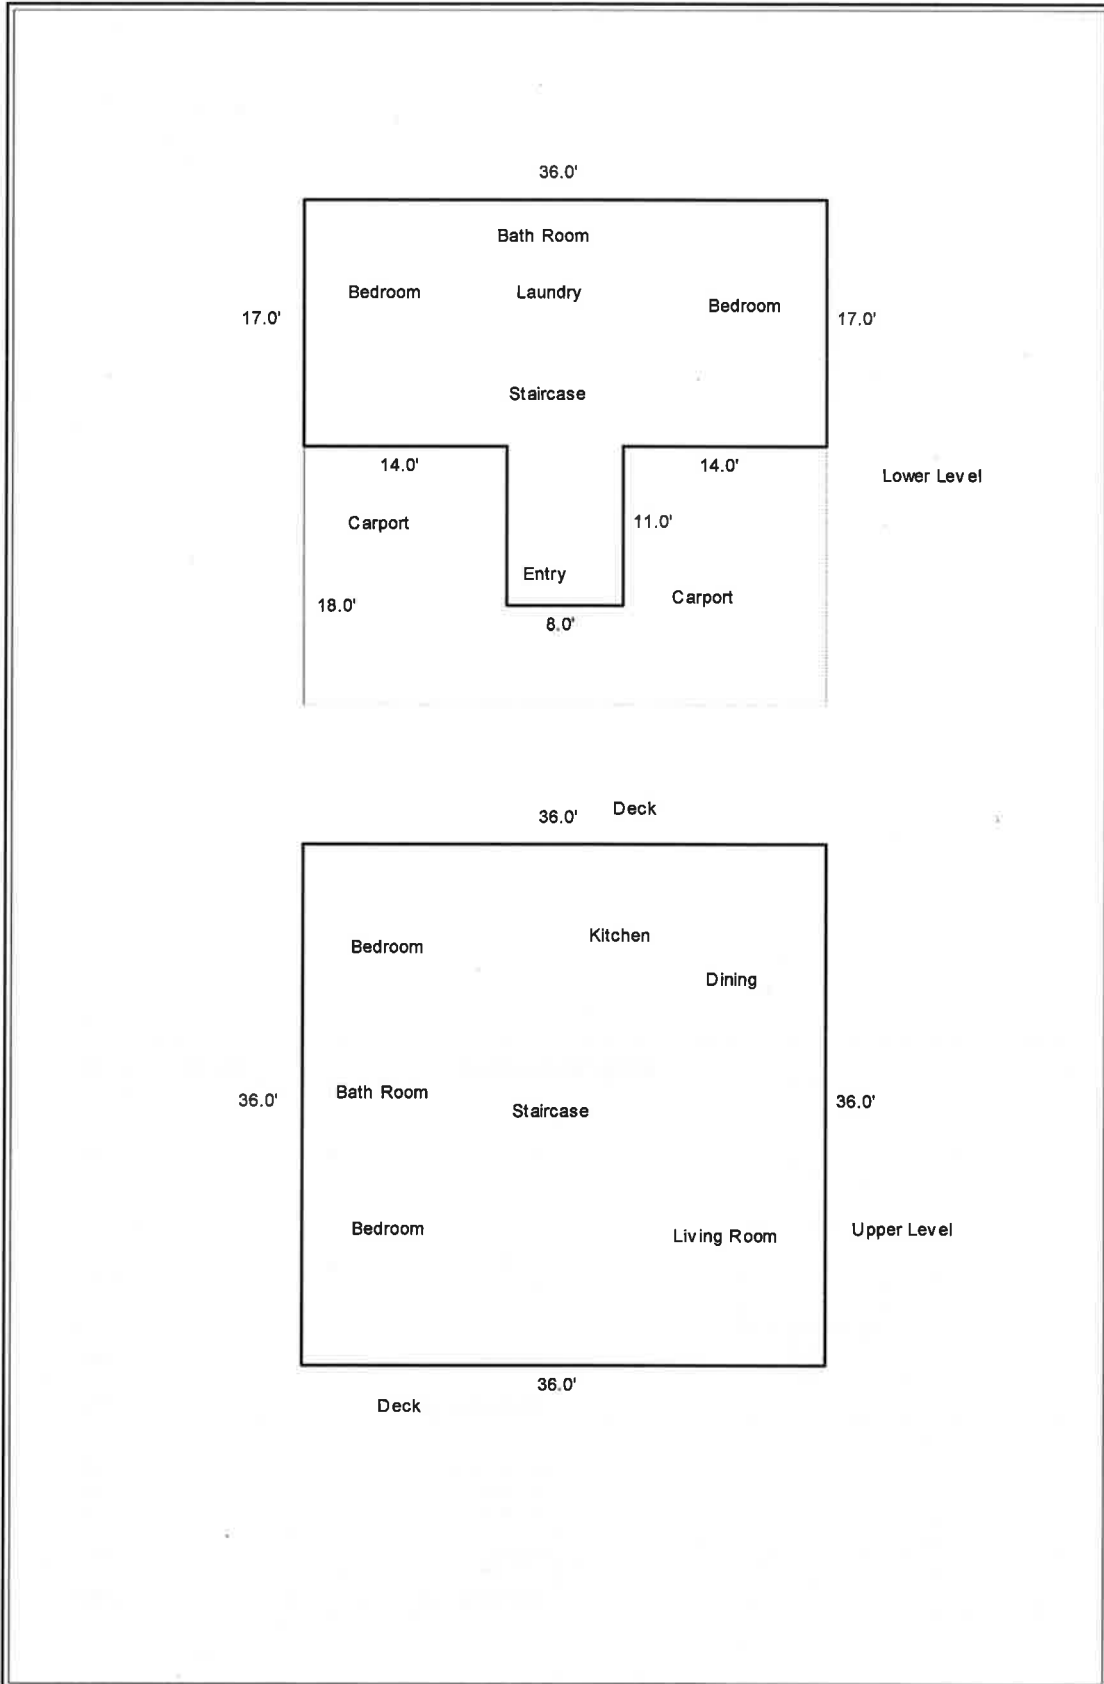 36.0'
Bath Room
Bedroom
Laundry
Bedroom
17.0'
17.0'
Staircase
14.0'
14.0'
Lower Level
Carport
11.0'
Entry
Carport
18.0'
8.0'
36.0'
Deck
Kitchen
Bedroom
Dining
Bath Room
36.0'
Staircase
36.0'
Bedroom
Living Room
Upper Level
36.0'
Deck